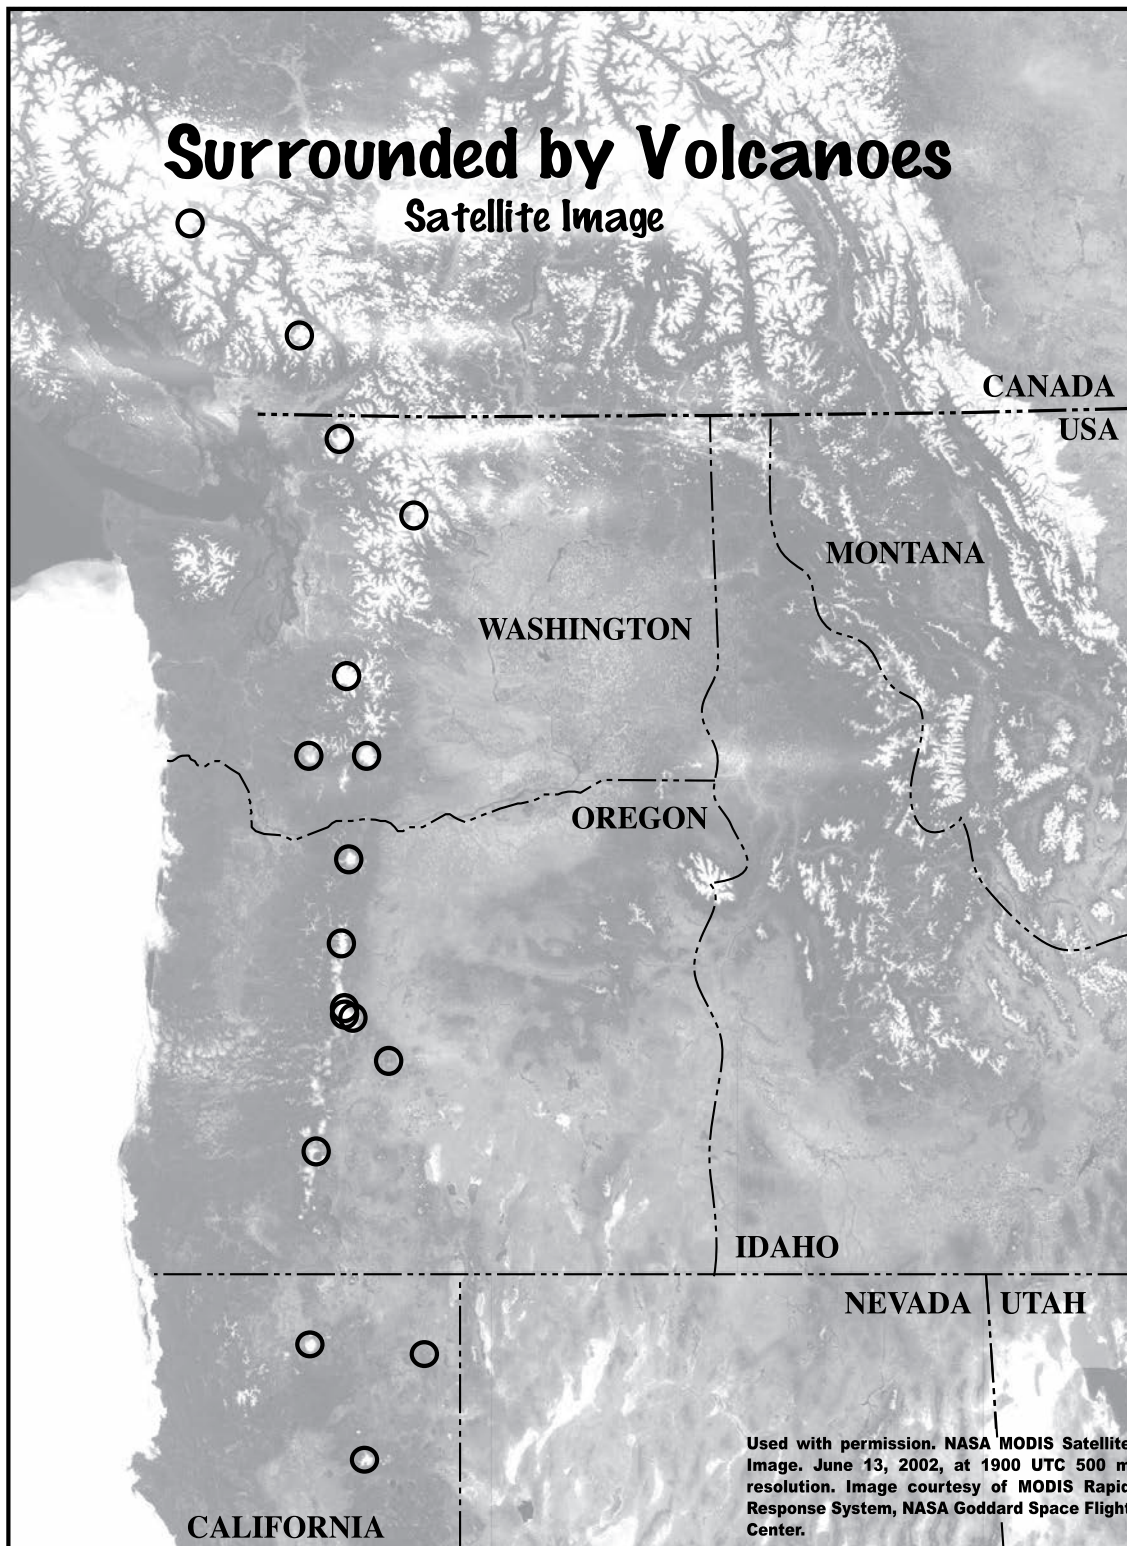 Surrounded by Volcanoes
Satellite Image
CANADA
USA
MONTANA
WASHINGTON
OREGON
IDAHO
NEVADA
UTAH
CALIFORNIA
Used with permission. NASA MODIS Satellite
Image. June 13, 2002, at 1900 UTC 500 m
resolution. Image courtesy of MODIS Rapid
Response System, NASA Goddard Space Flight
Center.